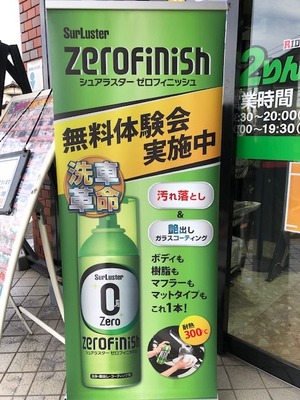 SurLuster
zerofinish
シュアラスター ゼロフィニッシュ
無料体験会
実施中
洗車
革命
汚れ落とし
&
艶出し
ガラスコーティング
ボディも
樹脂も
マフラーも
マットタイプも
これ1本!
耐熱
300℃
SurLuster
0
Zero
zerofinish
シュアラスター ゼロフィニッシュ
RID
2りん
業時間
:30~20:00
:00~19:30